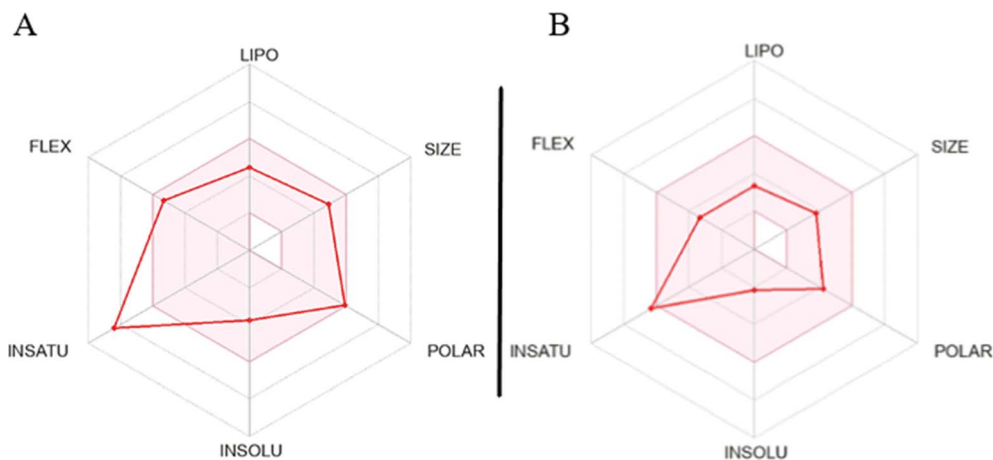 A
LIPO
FLEX
SIZE
INSATU
POLAR
INSOLU
B
LIPO
FLEX
SIZE
INSATU
POLAR
INSOLU